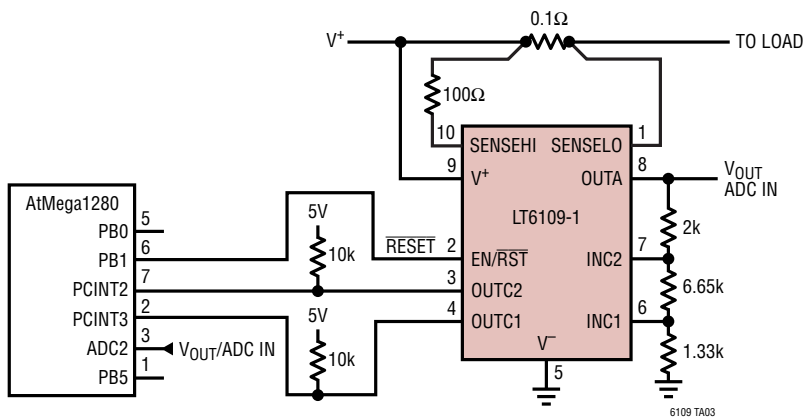 0.1Ω
V+
TO LOAD
100Ω
10
SENSEHI
SENSELO
1
9
V+
OUTA
8
VOUT
ADC IN
LT6109-1
2k
AtMega1280
PB0
5
PB1
6
PCINT2
7
PCINT3
2
ADC2
3
VOUT/ADC IN
PB5
1
5V
10k
RESET
2
EN/RST
INC2
7
3
OUTC2
6.65k
5V
10k
4
OUTC1
INC1
6
V−
5
1.33k
6109 TA03